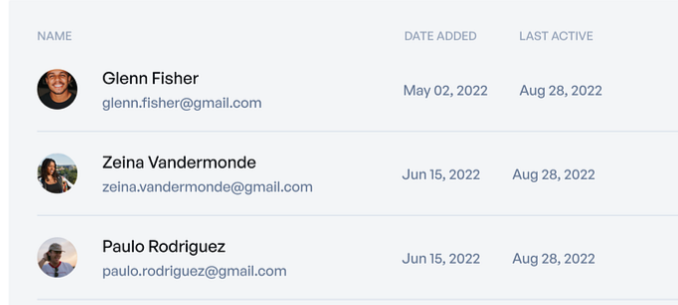 NAME DATE ADDED LAST ACTIVE
Glenn Fisher
glenn.fisher@gmail.com
May 02, 2022 Aug 28, 2022
Zeina Vandermonde
zeina.vandermonde@gmail.com
Jun 15, 2022 Aug 28, 2022
Paulo Rodriguez
paulo.rodriguez@gmail.com
Jun 15, 2022 Aug 28, 2022